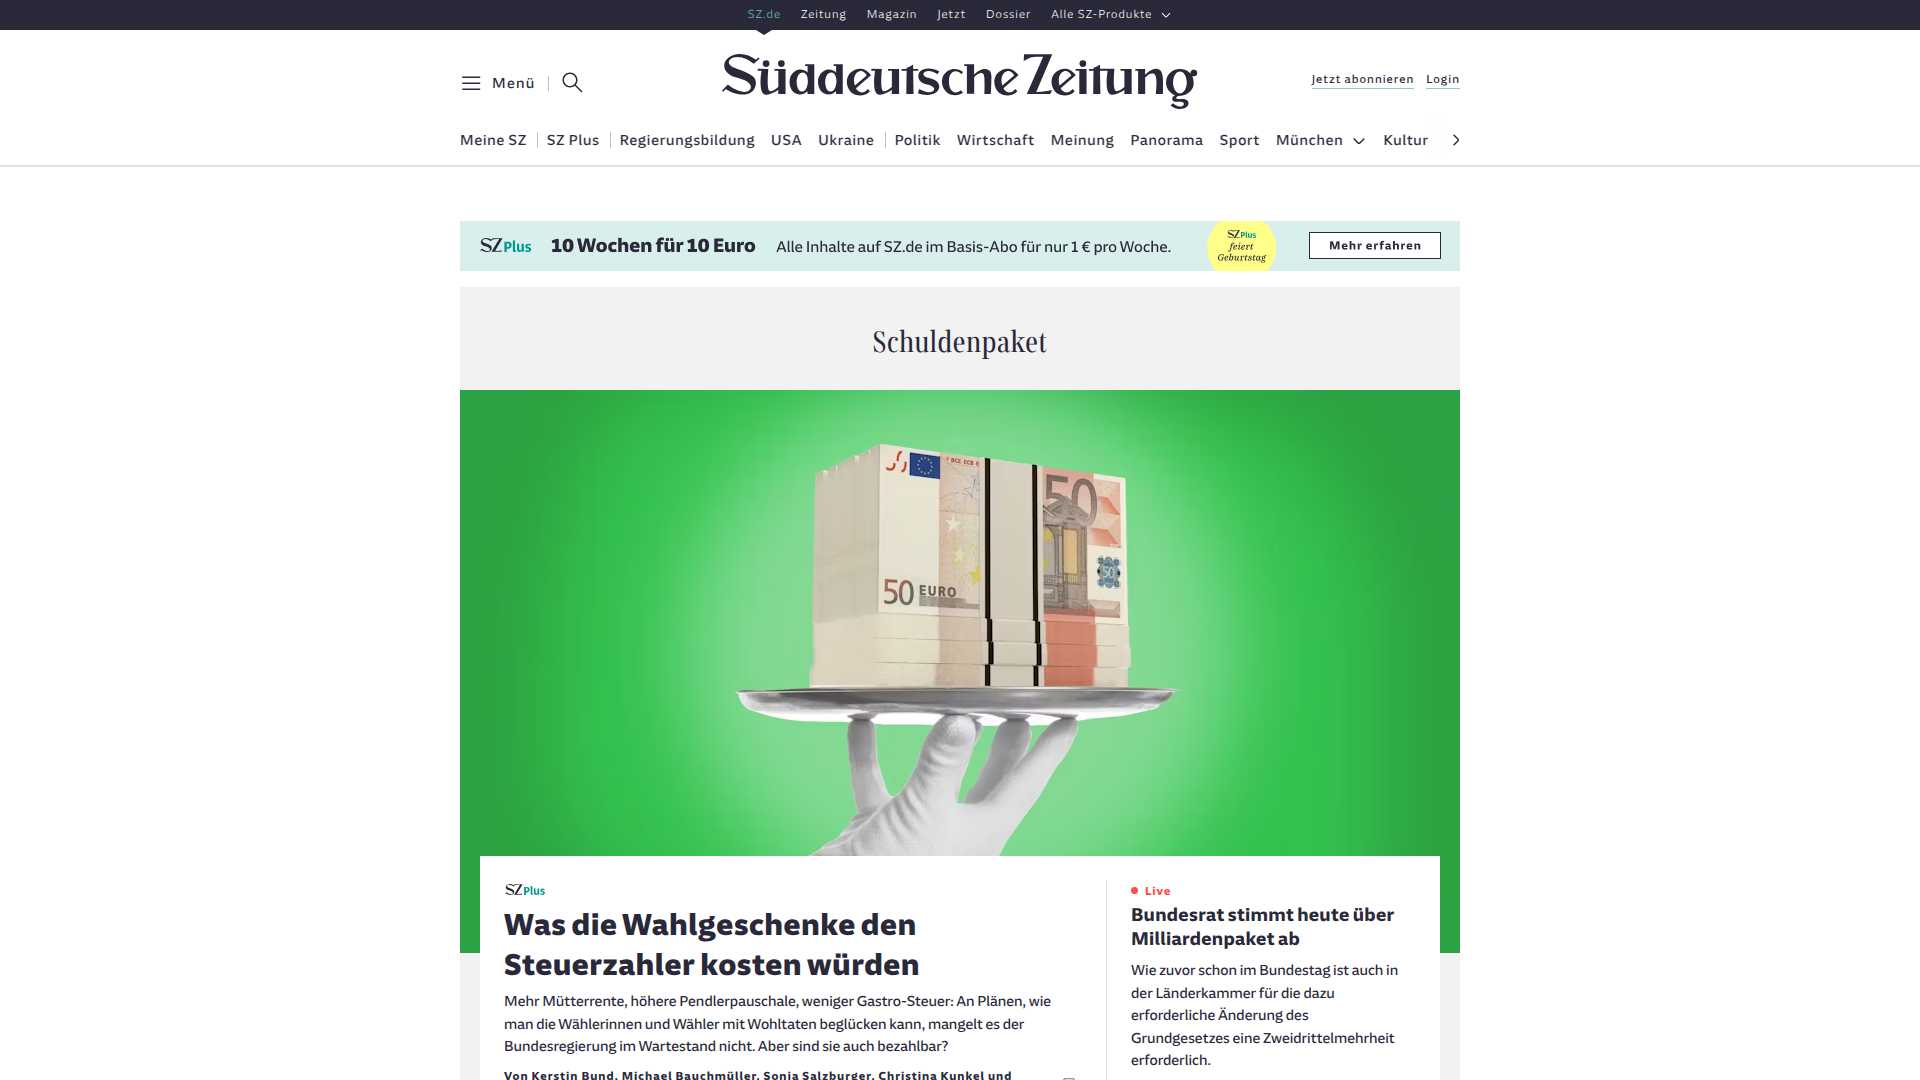 SZ.de Zeitung Magazin Jetzt Dossier Alle SZ-Produkte
Menü
Süddeutsche Zeitung
Jetzt abonnieren Login
Meine SZ SZ Plus Regierungsbildung USA Ukraine Politik Wirtschaft Meinung Panorama Sport München Kultur
SZ Plus 10 Wochen für 10 Euro Alle Inhalte auf SZ.de im Basis-Abo für nur 1 € pro Woche.
SZ Plus
feiert
Geburtstag
Mehr erfahren
Schuldenpaket
50
50 EURO
50
SZ Plus
Was die Wahlgeschenke den
Steuerzahler kosten würden
Mehr Mütterrente, höhere Pendlerpauschale, weniger Gastro-Steuer: An Plänen, wie
man die Wählerinnen und Wähler mit Wohltaten beglücken kann, mangelt es der
Bundesregierung im Wartestand nicht. Aber sind sie auch bezahlbar?
Von Kerstin Bund, Michael Bauchmüller, Sonja Salzburger, Christina Kunkel und
Live
Bundesrat stimmt heute über
Milliardenpaket ab
Wie zuvor schon im Bundestag ist auch in
der Länderkammer für die dazu
erforderliche Änderung des
Grundgesetzes eine Zweidrittelmehrheit
erforderlich.